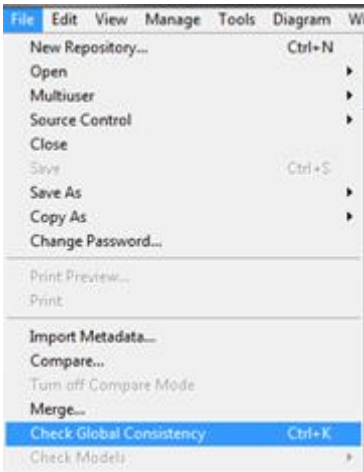 File Edit View Manage Tools Diagram
New Repository... Ctrl+N
Open
Multiuser
Source Control
Close
Save Ctrl+S
Save As
Copy As
Change Password...
Print Preview...
Print
Import Metadata...
Compare...
Turn off Compare Mode
Merge...
Check Global Consistency Ctrl+K
Check Models